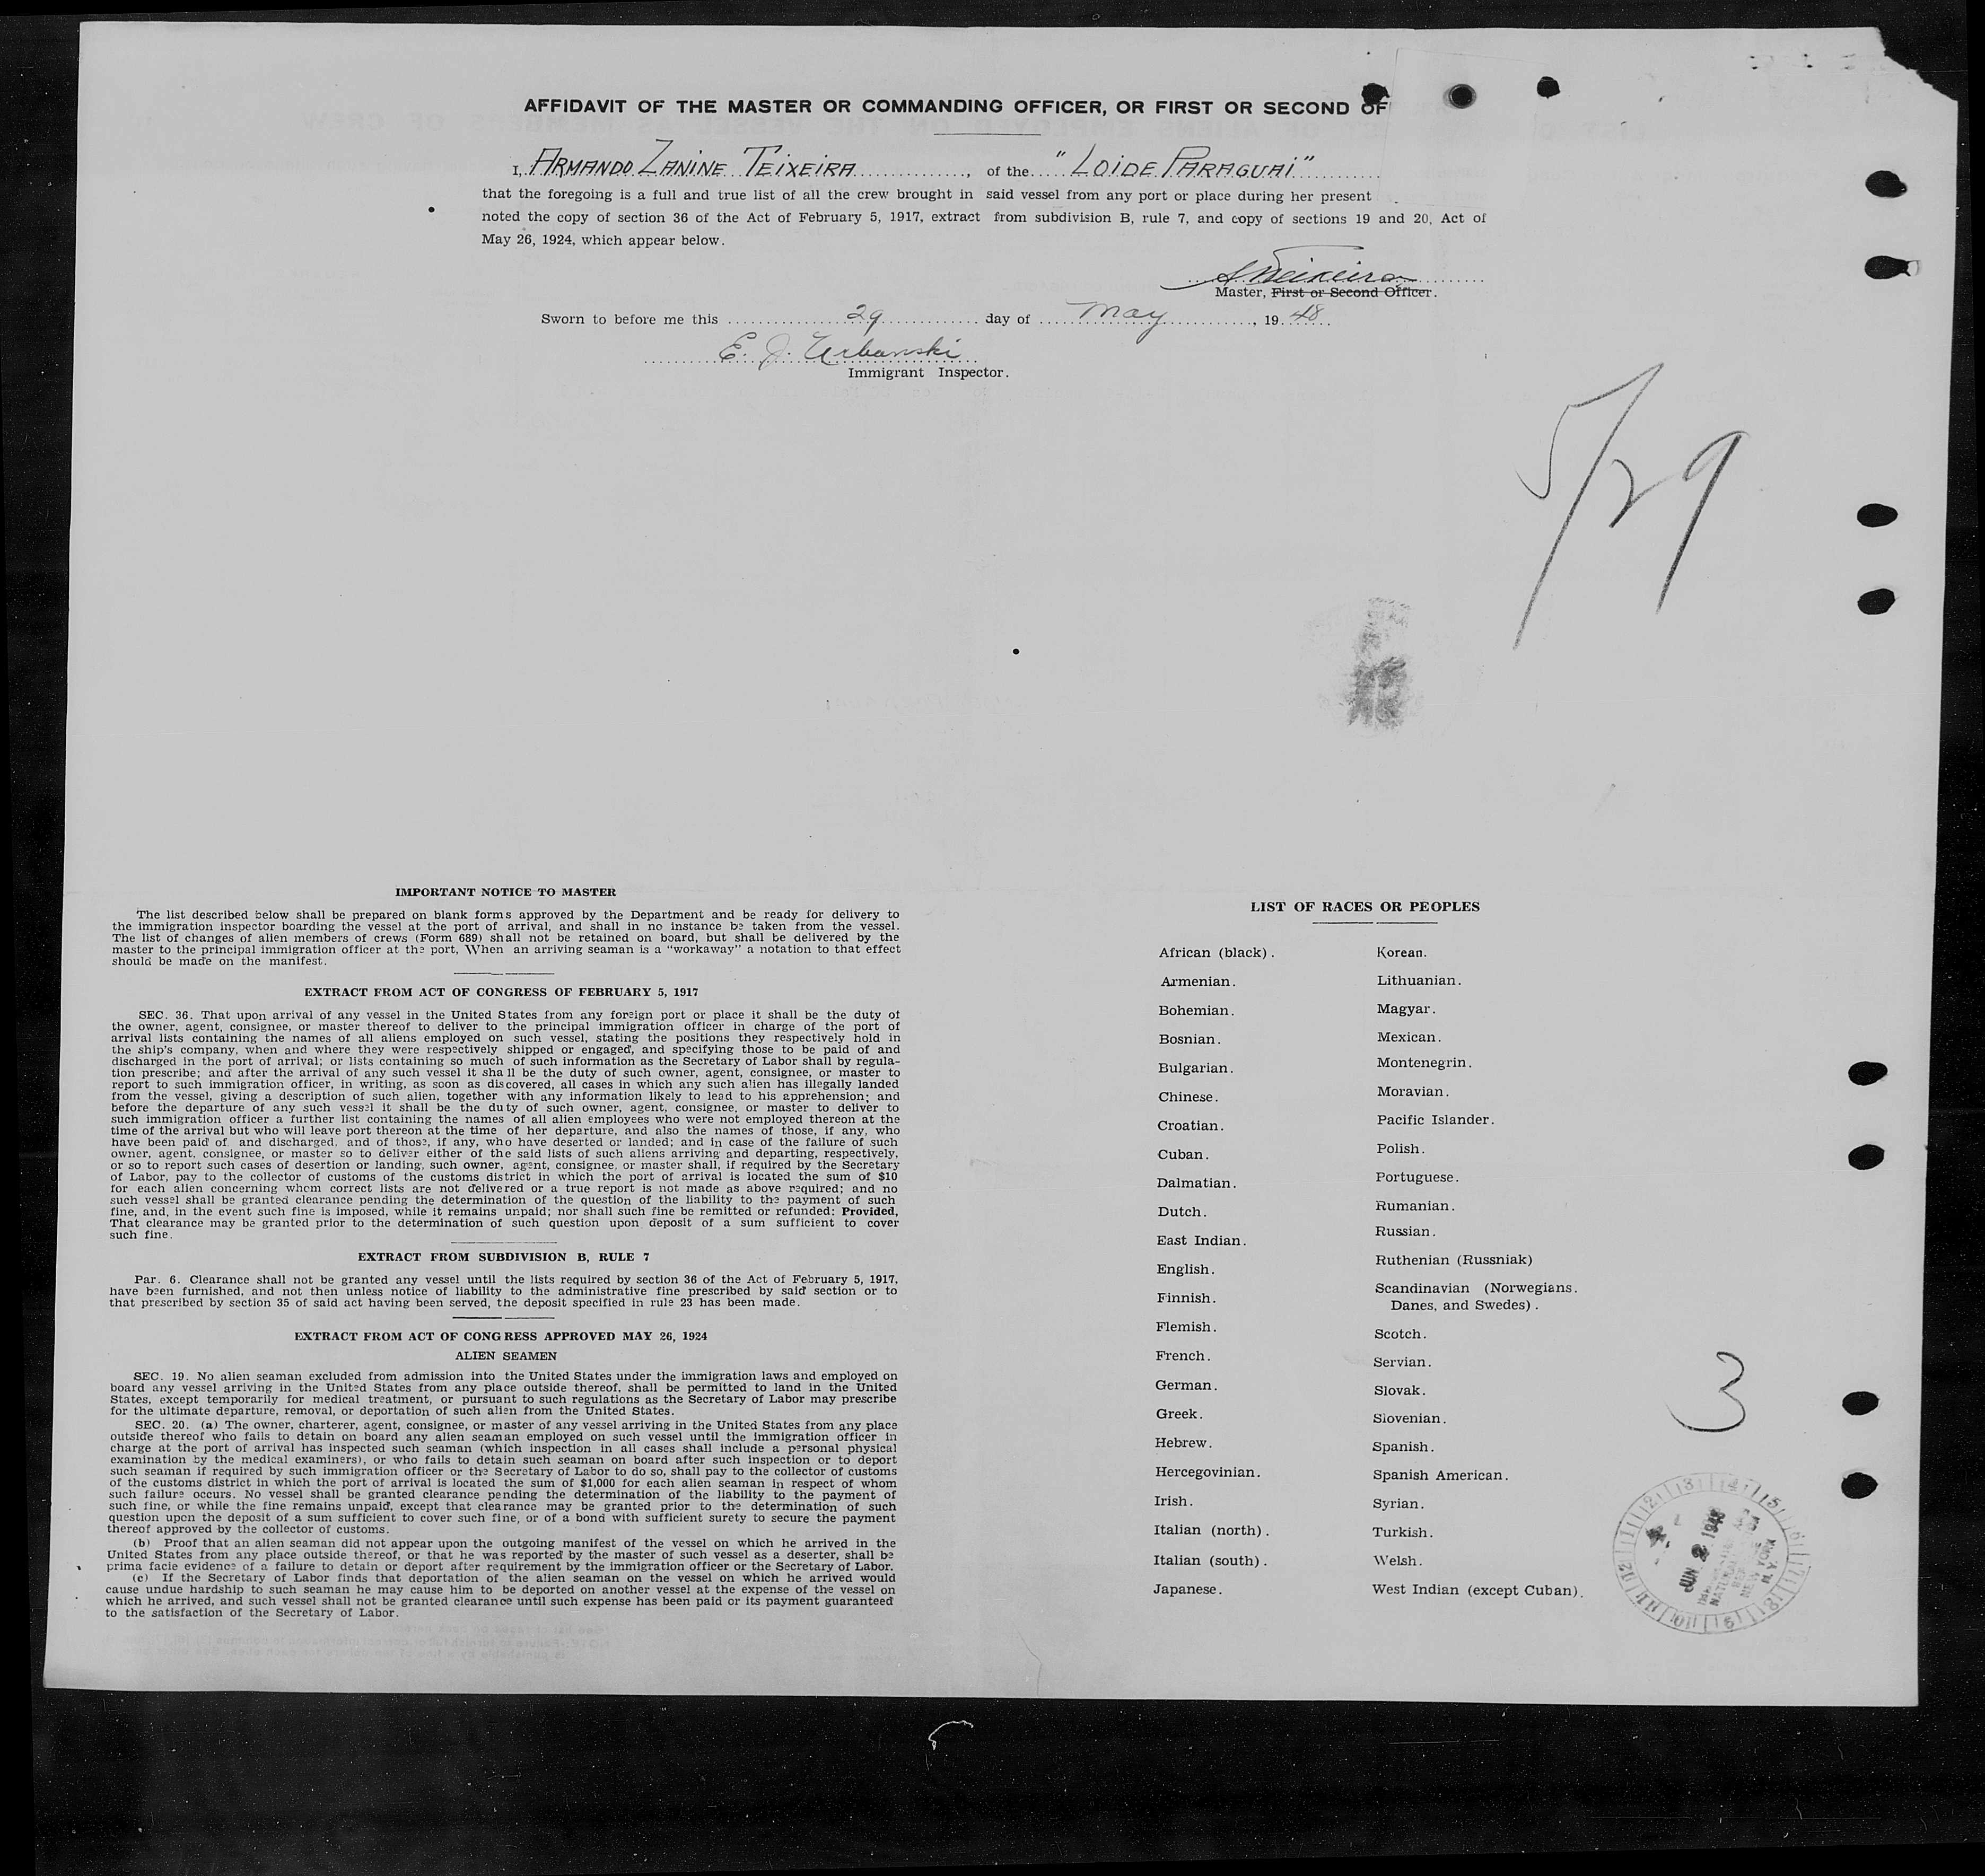 AFFIDAVIT OF THE MASTER OR COMMANDING OFFICER, OR FIRST OR SECOND OF
I, ARMANDO ZANINE TEIXEIRA, of the "LOIDE PARAGUAI"
that the foregoing is a full and true list of all the crew brought in said vessel from any port or place during her present
noted the copy of section 36 of the Act of February 5, 1917, extract from subdivision B, rule 7, and copy of sections 19 and 20, Act of
May 26, 1924, which appear below.
ATeixeira
Master, First or Second Officer.
Sworn to before me this 29 day of May, 1948
E. J. Urbanski
Immigrant Inspector.
5/29
IMPORTANT NOTICE TO MASTER
The list described below shall be prepared on blank forms approved by the Department and be ready for delivery to
the immigration inspector boarding the vessel at the port of arrival, and shall in no instance be taken from the vessel.
The list of changes of alien members of crews (Form 689) shall not be retained on board, but shall be delivered by the
master to the principal immigration officer at the port, When an arriving seaman is a "workaway" a notation to that effect
should be made on the manifest.
EXTRACT FROM ACT OF CONGRESS OF FEBRUARY 5, 1917
SEC. 36. That upon arrival of any vessel in the United States from any foreign port or place it shall be the duty of
the owner, agent, consignee, or master thereof to deliver to the principal immigration officer in charge of the port of
arrival lists containing the names of all aliens employed on such vessel, stating the positions they respectively hold in
the ship's company, when and where they were respectively shipped or engaged, and specifying those to be paid of and
discharged in the port of arrival; or lists containing so much of such information as the Secretary of Labor shall by regula-
tion prescribe; and after the arrival of any such vessel it shall be the duty of such owner, agent, consignee, or master to
report to such immigration officer, in writing, as soon as discovered, all cases in which any such alien has illegally landed
from the vessel, giving a description of such alien, together with any information likely to lead to his apprehension; and
before the departure of any such vessel it shall be the duty of such owner, agent, consignee, or master to deliver to
such immigration officer a further list containing the names of all alien employees who were not employed thereon at the
time of the arrival but who will leave port thereon at the time of her departure, and also the names of those, if any, who
have been paid of and discharged, and of those, if any, who have deserted or landed; and in case of the failure of such
owner, agent, consignee, or master so to deliver either of the said lists of such aliens arriving and departing, respectively,
or so to report such cases of desertion or landing, such owner, agent, consignee, or master shall, if required by the Secretary
of Labor, pay to the collector of customs of the customs district in which the port of arrival is located the sum of $10
for each alien concerning whom correct lists are not delivered or a true report is not made as above required; and no
such vessel shall be granted clearance pending the determination of the question of the liability to the payment of such
fine, and, in the event such fine is imposed, while it remains unpaid; nor shall such fine be remitted or refunded: Provided,
That clearance may be granted prior to the determination of such question upon deposit of a sum sufficient to cover
such fine.
EXTRACT FROM SUBDIVISION B, RULE 7
Par. 6. Clearance shall not be granted any vessel until the lists required by section 36 of the Act of February 5, 1917,
have been furnished, and not then unless notice of liability to the administrative fine prescribed by said section or to
that prescribed by section 35 of said act having been served, the deposit specified in rule 23 has been made.
EXTRACT FROM ACT OF CONGRESS APPROVED MAY 26, 1924
ALIEN SEAMEN
SEC. 19. No alien seaman excluded from admission into the United States under the immigration laws and employed on
board any vessel arriving in the United States from any place outside thereof, shall be permitted to land in the United
States, except temporarily for medical treatment, or pursuant to such regulations as the Secretary of Labor may prescribe
for the ultimate departure, removal, or deportation of such alien from the United States.
SEC. 20. (a) The owner, charterer, agent, consignee, or master of any vessel arriving in the United States from any place
outside thereof who fails to detain on board any alien seaman employed on such vessel until the immigration officer in
charge at the port of arrival has inspected such seaman (which inspection in all cases shall include a personal physical
examination by the medical examiners), or who fails to detain such seaman on board after such inspection or to deport
such seaman if required by such immigration officer or the Secretary of Labor to do so, shall pay to the collector of customs
of the customs district in which the port of arrival is located the sum of $1,000 for each alien seaman in respect of whom
such failure occurs. No vessel shall be granted clearance pending the determination of the liability to the payment of
such fine, or while the fine remains unpaid, except that clearance may be granted prior to the determination of such
question upon the deposit of a sum sufficient to cover such fine, or of a bond with sufficient surety to secure the payment
thereof approved by the collector of customs.
(b) Proof that an alien seaman did not appear upon the outgoing manifest of the vessel on which he arrived in the
United States from any place outside thereof, or that he was reported by the master of such vessel as a deserter, shall be
prima facie evidence of a failure to detain or deport after requirement by the immigration officer or the Secretary of Labor.
(c) If the Secretary of Labor finds that deportation of the alien seaman on the vessel on which he arrived would
cause undue hardship to such seaman he may cause him to be deported on another vessel at the expense of the vessel on
which he arrived, and such vessel shall not be granted clearance until such expense has been paid or its payment guaranteed
to the satisfaction of the Secretary of Labor.
LIST OF RACES OR PEOPLES
African (black).
Armenian.
Bohemian.
Bosnian.
Bulgarian.
Chinese.
Croatian.
Cuban.
Dalmatian.
Dutch.
East Indian.
English.
Finnish.
Flemish.
French.
German.
Greek.
Hebrew.
Hercegovinian.
Irish.
Italian (north).
Italian (south).
Japanese.
Korean.
Lithuanian.
Magyar.
Mexican.
Montenegrin.
Moravian.
Pacific Islander.
Polish.
Portuguese.
Rumanian.
Russian.
Ruthenian (Russniak)
Scandinavian (Norwegians.
Danes, and Swedes).
Scotch.
Servian.
Slovak.
Slovenian.
Spanish.
Spanish American.
Syrian.
Turkish.
Welsh.
West Indian (except Cuban).
3
JUN 2 1948
NEW YORK
N. Y.